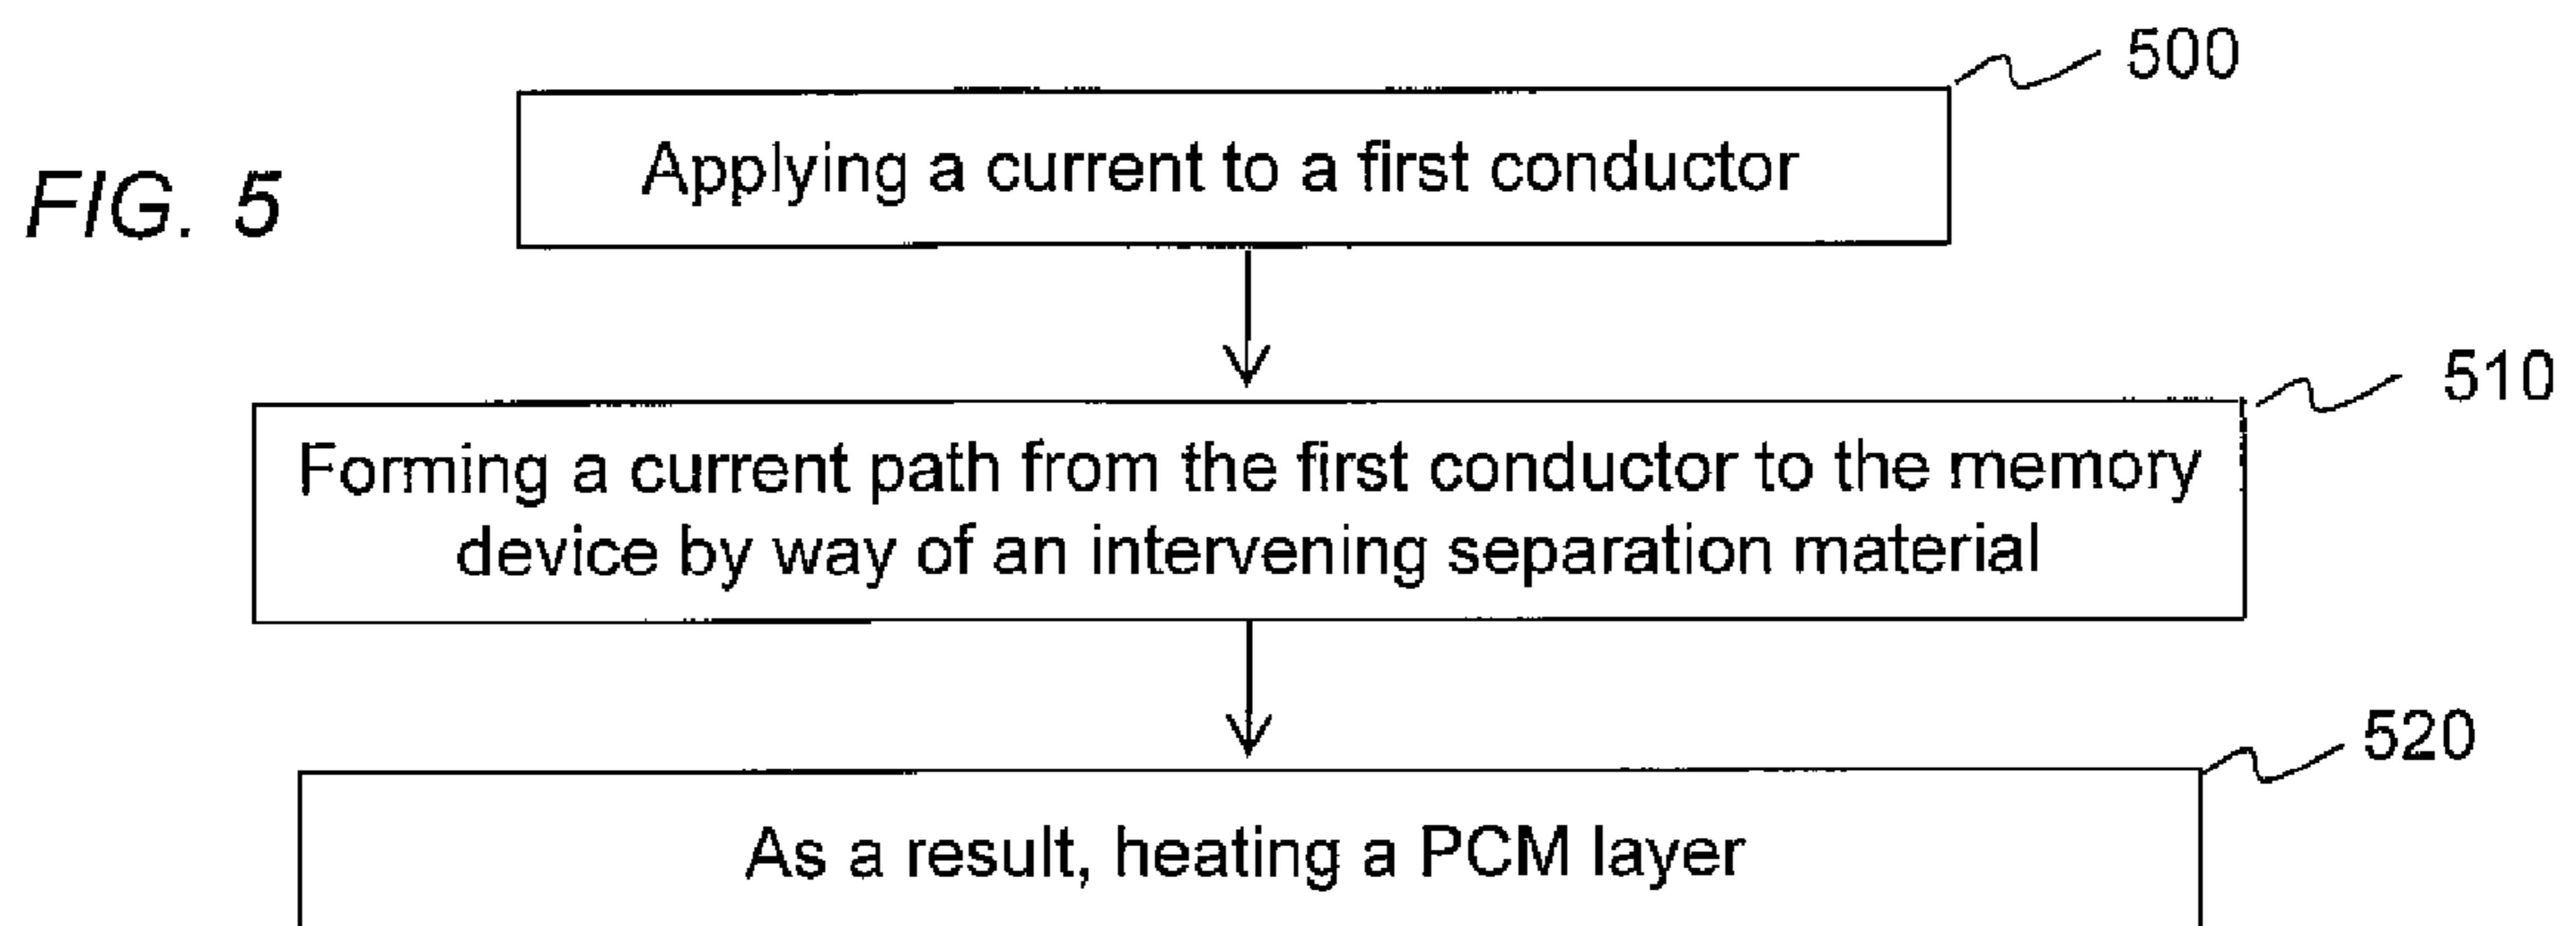 500
FIG. 5
Applying a current to a first conductor
510
Forming a current path from the first conductor to the memory
device by way of an intervening separation material
520
As a result, heating a PCM layer